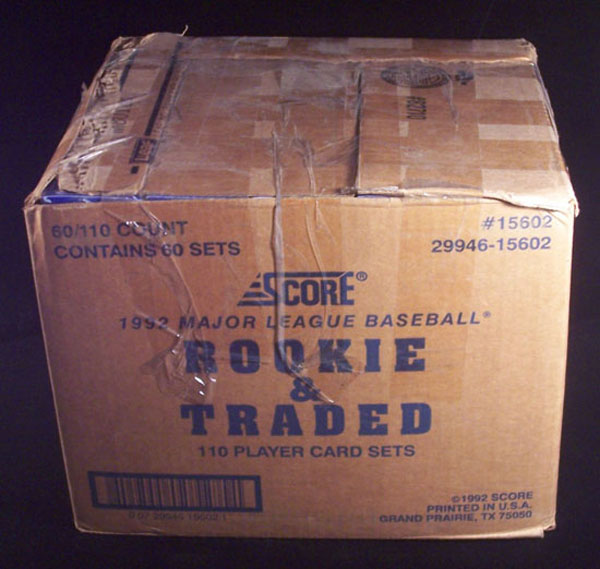 60/110 COUNT
CONTAINS 60 SETS
#15602
29946-15602
SCORE®
1992 MAJOR LEAGUE BASEBALL®
ROOKIE
&
TRADED
110 PLAYER CARD SETS
©1992 SCORE
PRINTED IN U.S.A.
GRAND PRAIRIE, TX 75050